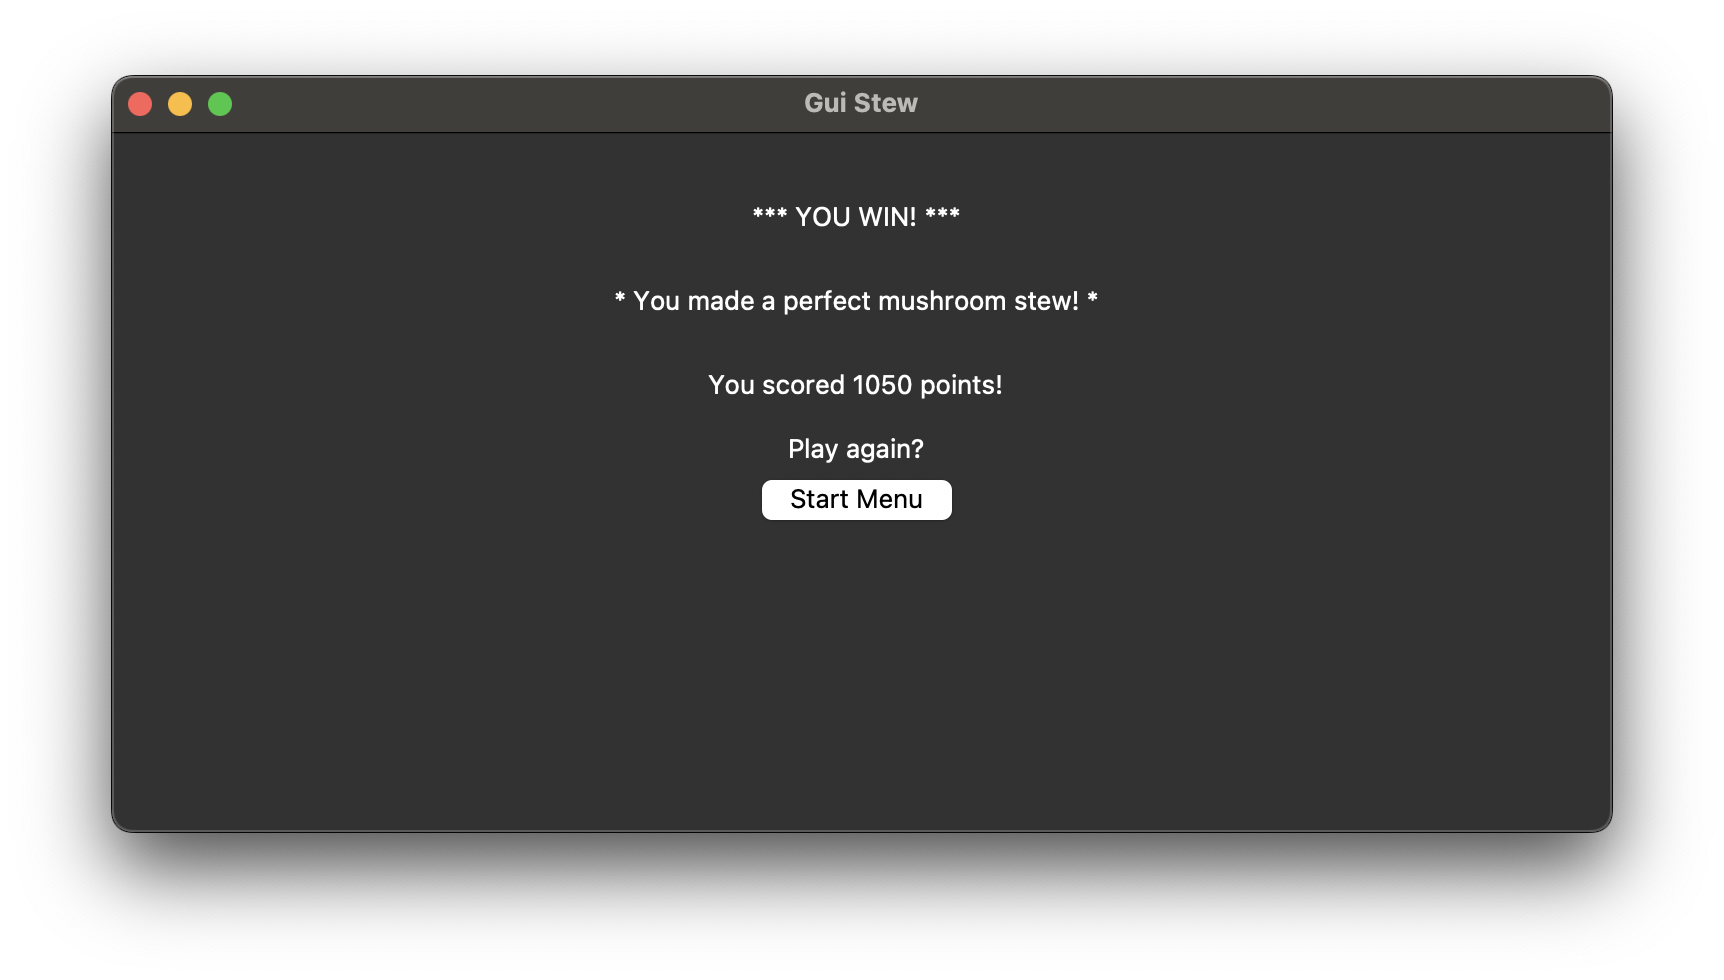 Gui Stew
*** YOU WIN! ***
* You made a perfect mushroom stew! *
You scored 1050 points!
Play again?
Start Menu